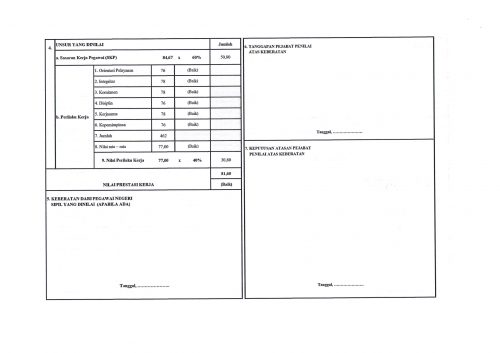 4. UNSUR YANG DINILAI Jumlah
a. Sasaran Kerja Pegawai (SKP) 84,67 x 60% 50,80
b. Perilaku Kerja
1. Orientasi Pelayanan 76 (Baik)
2. Integritas 78 (Baik)
3. Komitmen 78 (Baik)
4. Disiplin 76 (Baik)
5. Kerjasama 78 (Baik)
6. Kepemimpinan 76 (Baik)
7. Jumlah 462
8. Nilai rata – rata 77,00 (Baik)
9. Nilai Perilaku Kerja 77,00 x 40% 30,80
NILAI PRESTASI KERJA 81,60
(Baik)
5. KEBERATAN DARI PEGAWAI NEGERI
SIPIL YANG DINILAI (APABILA ADA)
Tanggal, ....................
6. TANGGAPAN PEJABAT PENILAI
ATAS KEBERATAN
Tanggal, ....................
7. KEPUTUSAN ATASAN PEJABAT
PENILAI ATAS KEBERATAN
Tanggal, ....................